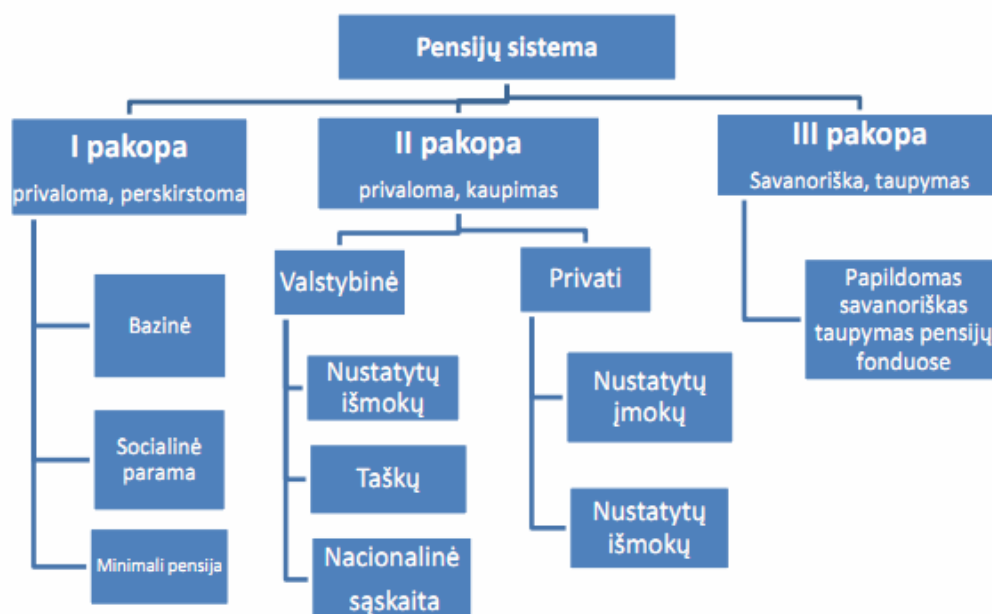 Pensijų sistema
I pakopa
privaloma, perskirstoma
Bazinė
Socialinė
parama
Minimali pensija
II pakopa
privaloma, kaupimas
Valstybinė
Nustatytų
išmokų
Taškų
Nacionalinė
sąskaita
Privati
Nustatytų
įmokų
Nustatytų
išmokų
III pakopa
Savanoriška, taupymas
Papildomas
savanoriškas
taupymas pensijų
fonduose